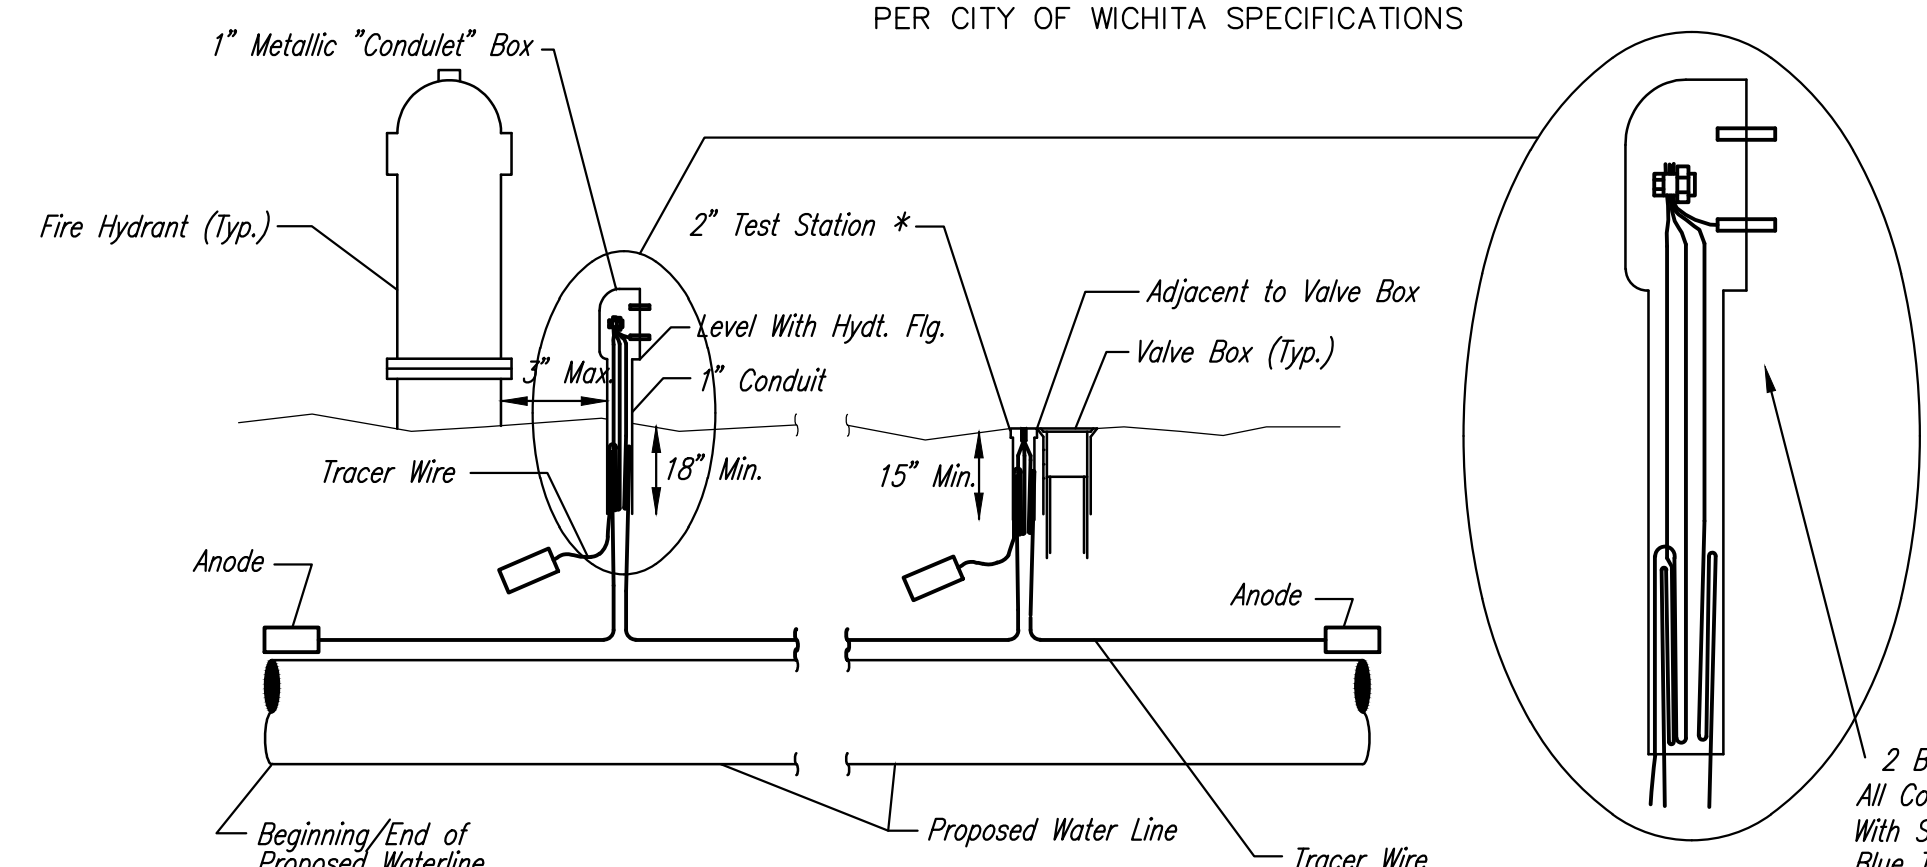 PER CITY OF WICHITA SPECIFICATIONS
1" Metallic "Condulet" Box
Fire Hydrant (Typ.)
2" Test Station *
Adjacent to Valve Box
Level With Hydt. Flg.
Valve Box (Typ.)
3" Max.
1" Conduit
Tracer Wire
18" Min.
15" Min.
Anode
Anode
2 B
All Co
With S
Blue T
Beginning/End of
Proposed Waterline
Proposed Water Line
Tracer Wire